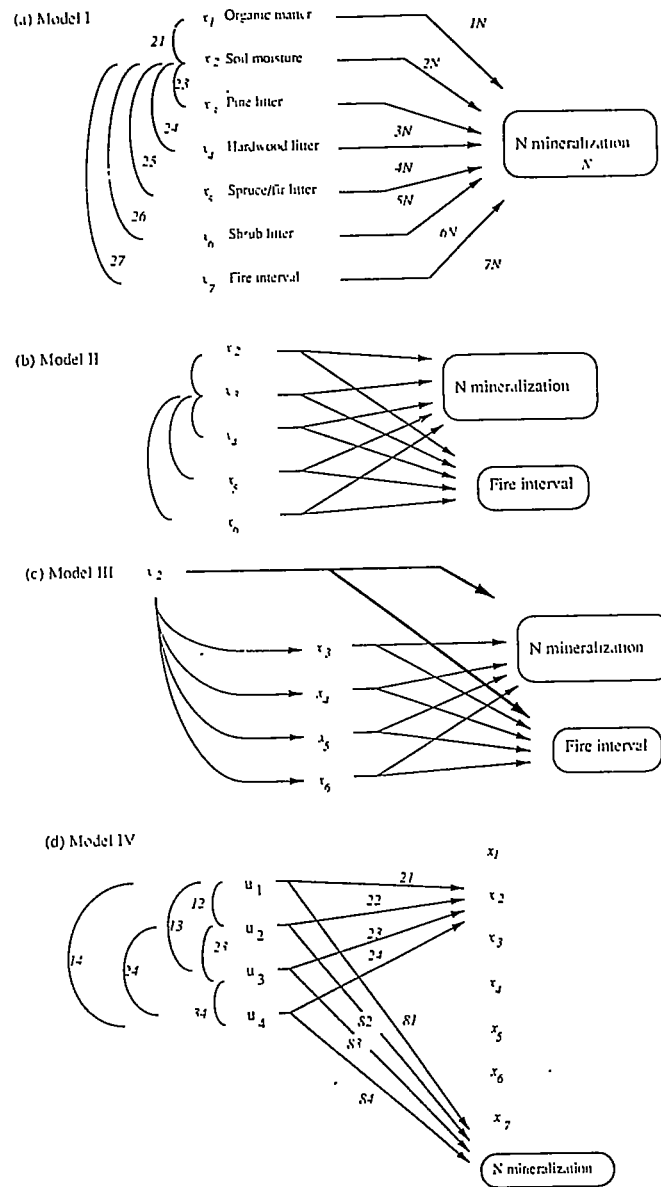 (a) Model I
x1 Organic matter
1N
21
x2 Soil moisture
2N
23
Pine litter
N mineralization
N
24
x4 Hardwood litter
3N
25
x5 Spruce/fir litter
4N
5N
26
x6 Shrub litter
6N
27
x7 Fire interval
7N
(b) Model II
x2
x3
N mineralization
x4
x5
Fire interval
x6
(c) Model III
x2
x3
N mineralization
x4
x5
Fire interval
x6
(d) Model IV
x1
u1
21
x2
12
22
13
u2
23
x3
14
24
23
u3
24
x4
34
u4
82
81
x5
83
x6
84
x7
N mineralization